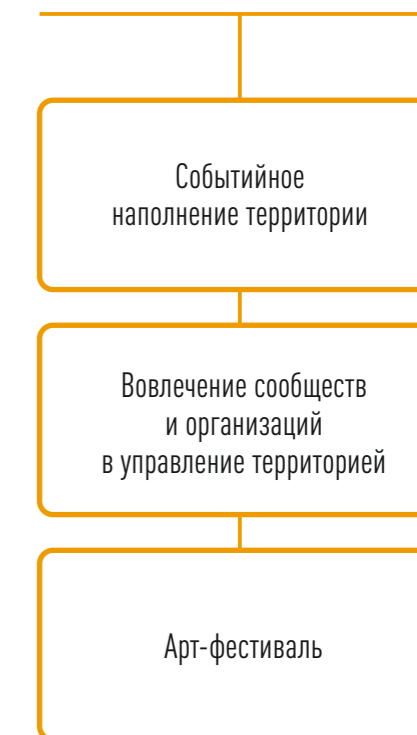 Событийное
наполнение территории
Вовлечение сообществ
и организаций
в управление территорией
Арт-фестиваль